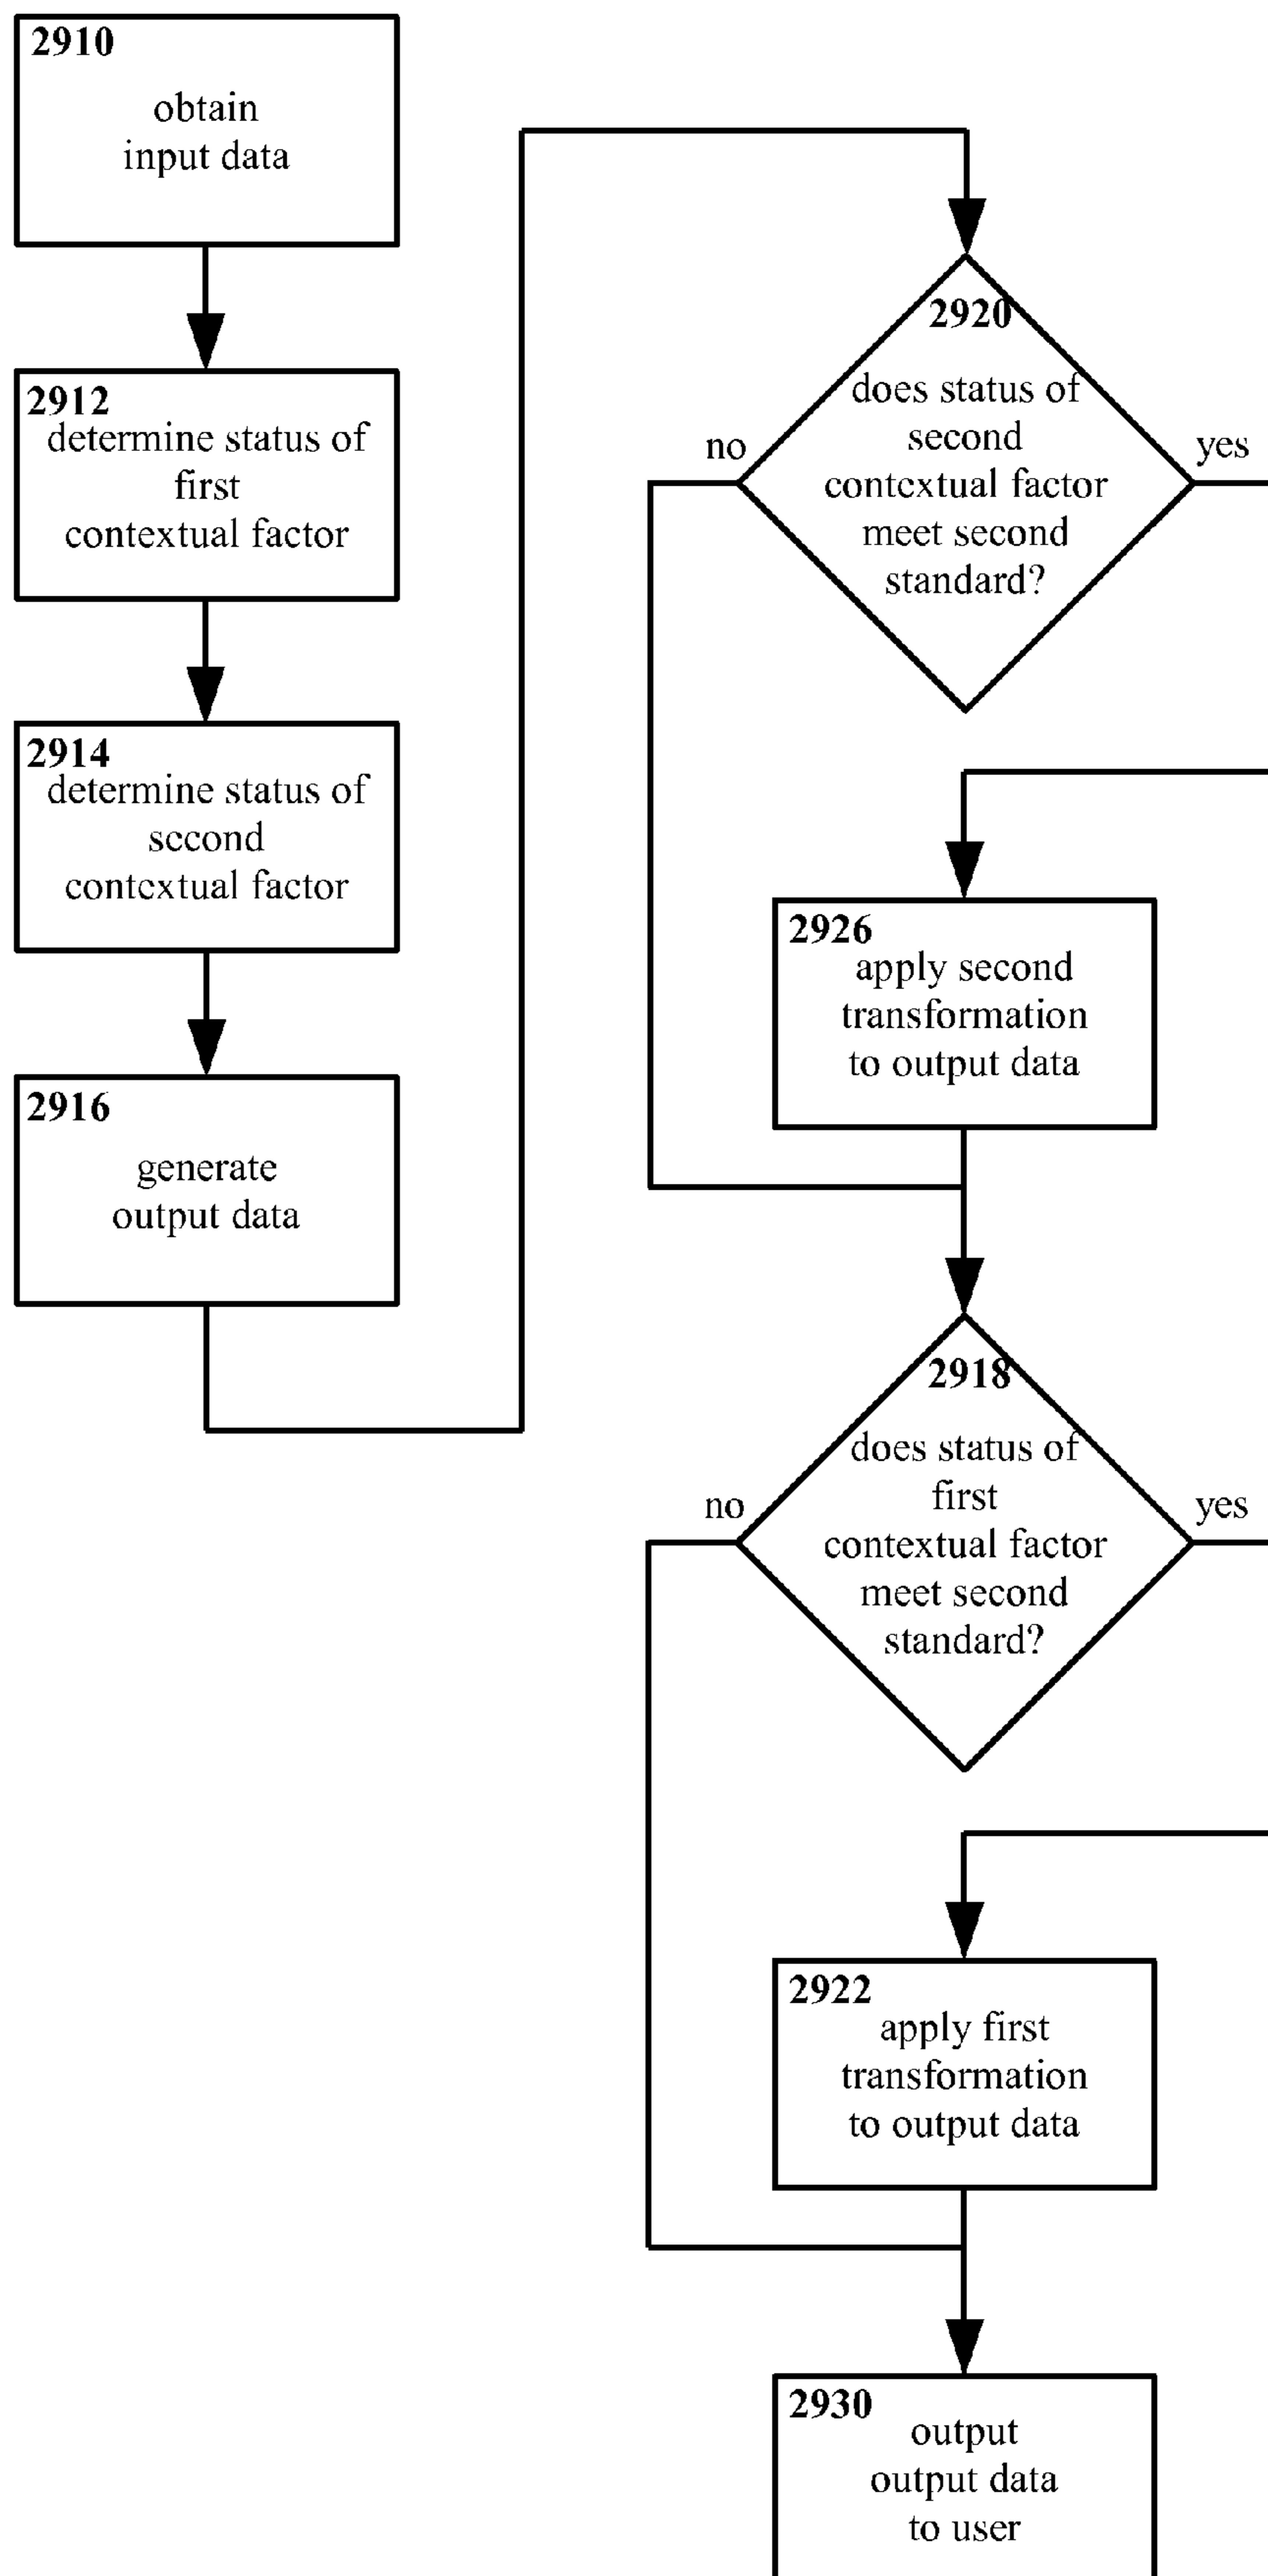 2910
obtain
input data
2912
determine status of
first
contextual factor
2914
determine status of
second
contextual factor
2916
generate
output data
2920
does status of
second
contextual factor
meet second
standard?
no
yes
2926
apply second
transformation
to output data
2918
does status of
first
contextual factor
meet second
standard?
no
yes
2922
apply first
transformation
to output data
2930
output
output data
to user